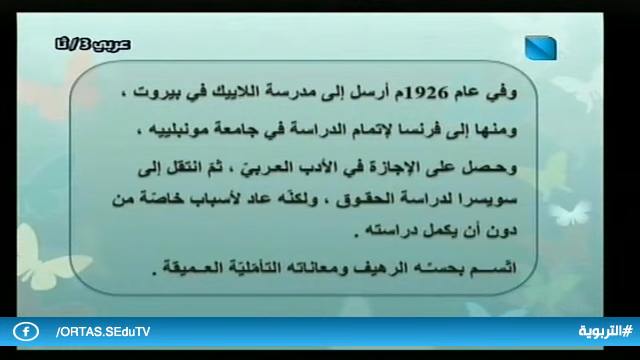 عربي 3/ثا
وفي عام 1926م أرسل إلى مدرسة اللاييك في بيروت ،
ومنها إلى فرنسا لإتمام الدراسة في جامعة مونبلييه ،
وحصل على الإجازة في الأدب العربيّ ، ثمّ انتقل إلى
سويسرا لدراسة الحقوق ، ولكنّه عاد لأسباب خاصّة من
دون أن يكمل دراسته .
اتّسم بحسّه الرهيف ومعاناته التأمّليّة العميقة .
/ORTAS.SEduTV
#التربوية